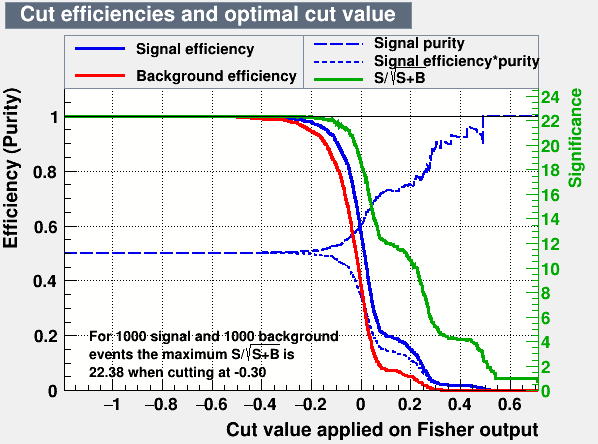 Cut efficiencies and optimal cut value
Signal efficiency
Background efficiency
Signal purity
Signal efficiency*purity
S/√S+B
Efficiency (Purity)
1
0.8
0.6
0.4
0.2
0
24
22
20
18
16
14
12
10
8
6
4
2
0
Significance
For 1000 signal and 1000 background
events the maximum S/√S+B is
22.38 when cutting at -0.30
−1 −0.8 −0.6 −0.4 −0.2 0 0.2 0.4 0.6
Cut value applied on Fisher output